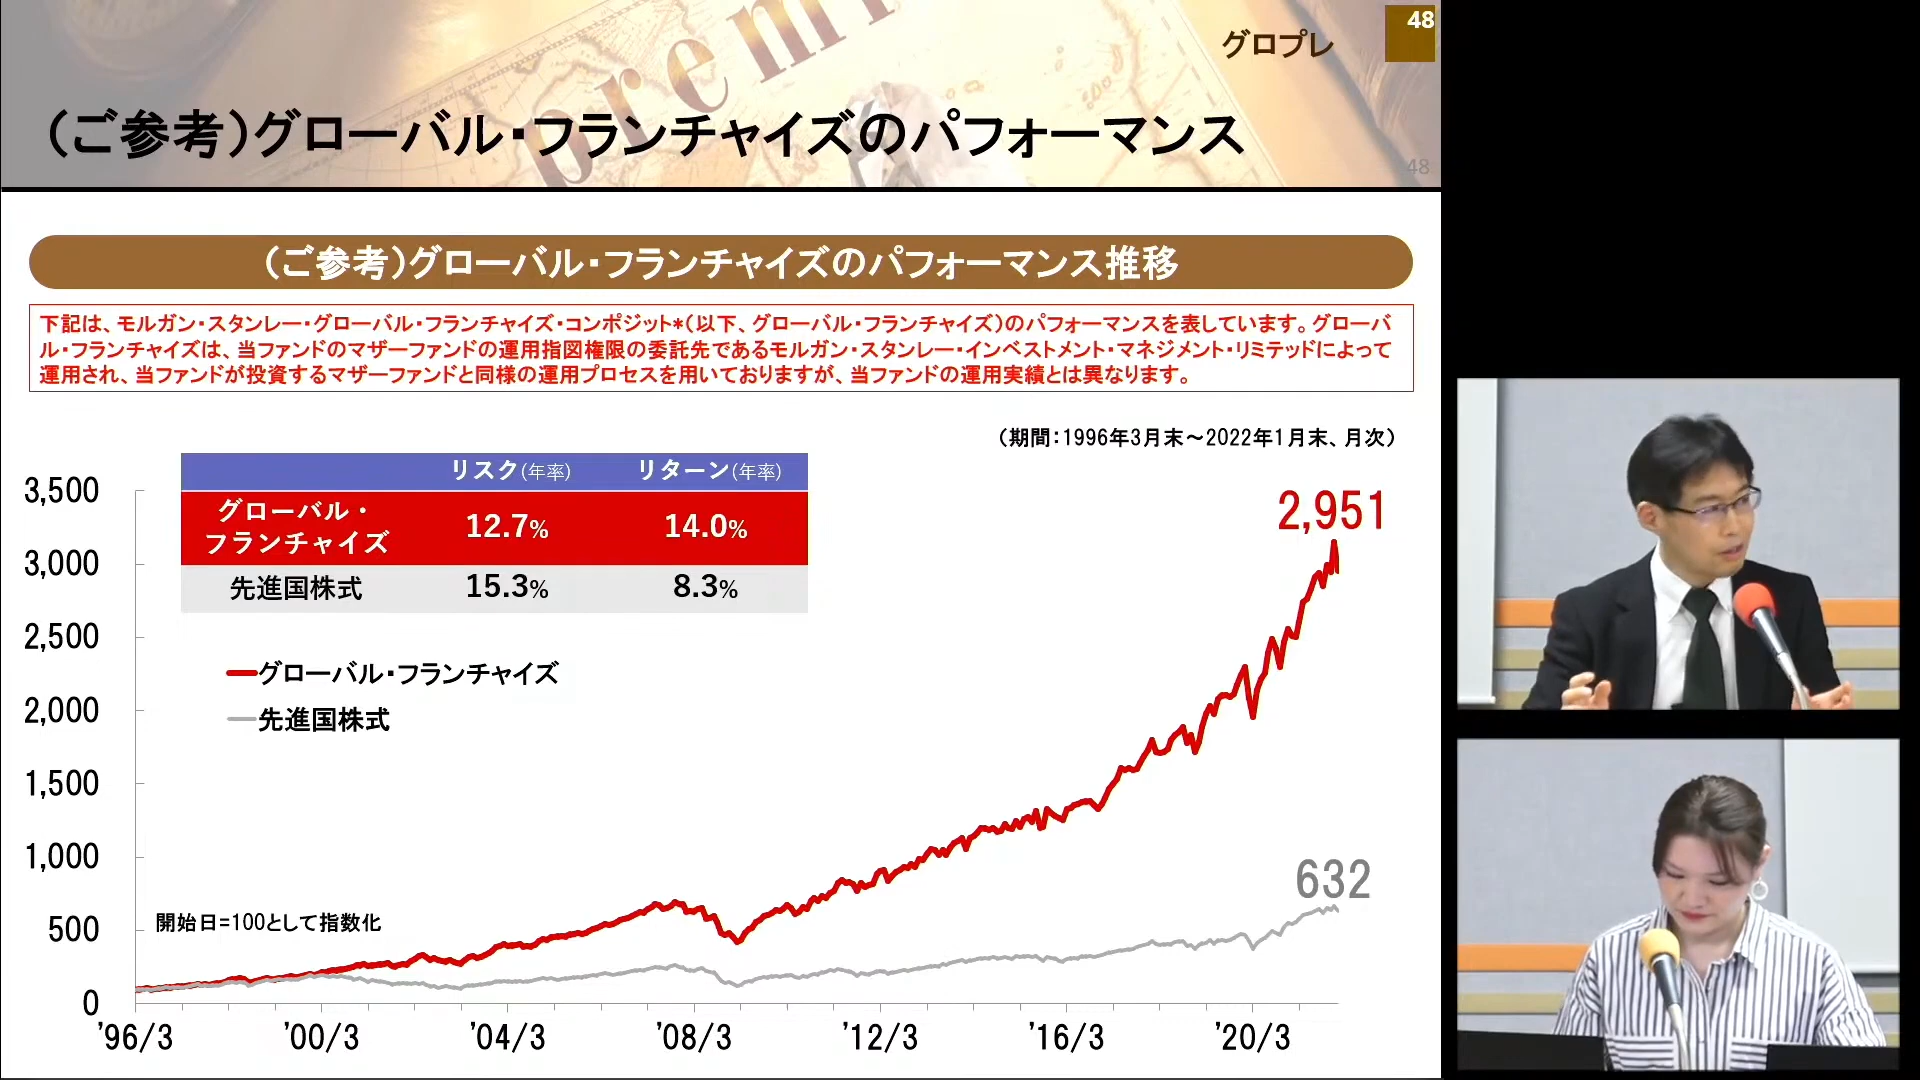 premi
グロプレ
48
(ご参考)グローバル・フランチャイズのパフォーマンス
48
(ご参考)グローバル・フランチャイズのパフォーマンス推移
下記は、モルガン・スタンレー・グローバル・フランチャイズ・コンポジット*(以下、グローバル・フランチャイズ)のパフォーマンスを表しています。グローバ
ル・フランチャイズは、当ファンドのマザーファンドの運用指図権限の委託先であるモルガン・スタンレー・インベストメント・マネジメント・リミテッドによって
運用され、当ファンドが投資するマザーファンドと同様の運用プロセスを用いておりますが、当ファンドの運用実績とは異なります。
(期間:1996年3月末~2022年1月末、月次)
リスク(年率) リターン(年率)
グローバル・
フランチャイズ 12.7% 14.0%
先進国株式 15.3% 8.3%
グローバル・フランチャイズ
先進国株式
2,951
632
開始日=100として指数化
3,500
3,000
2,500
2,000
1,500
1,000
500
0
'96/3 '00/3 '04/3 '08/3 '12/3 '16/3 '20/3